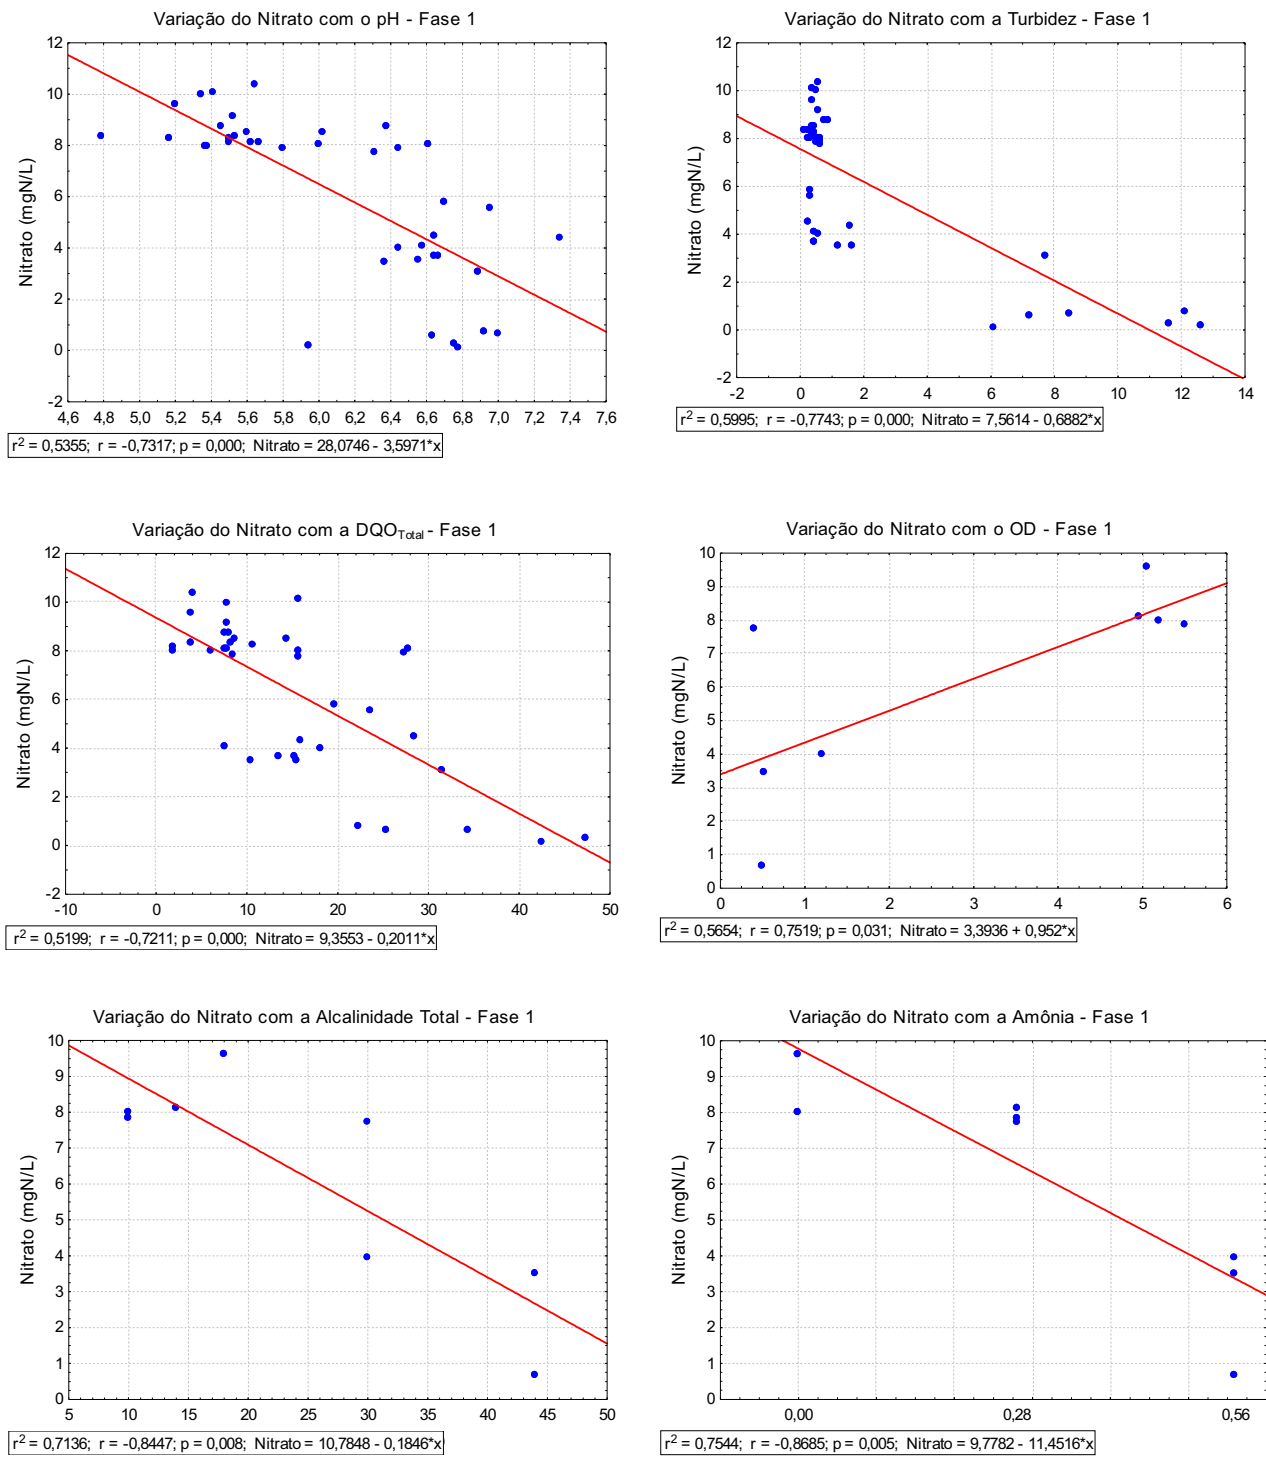 Variação do Nitrato com o pH - Fase 1
12
10
8
6
4
2
0
-2
Nitrato (mgN/L)
4,6 4,8 5,0 5,2 5,4 5,6 5,8 6,0 6,2 6,4 6,6 6,8 7,0 7,2 7,4 7,6
r² = 0,5355; r = -0,7317; p = 0,000; Nitrato = 28,0746 - 3,5971*x
Variação do Nitrato com a Turbidez - Fase 1
12
10
8
6
4
2
0
-2
Nitrato (mgN/L)
-2 0 2 4 6 8 10 12 14
r² = 0,5995; r = -0,7743; p = 0,000; Nitrato = 7,5614 - 0,6882*x
Variação do Nitrato com a DQOTotal - Fase 1
12
10
8
6
4
2
0
-2
Nitrato (mgN/L)
-10 0 10 20 30 40 50
r² = 0,5199; r = -0,7211; p = 0,000; Nitrato = 9,3553 - 0,2011*x
Variação do Nitrato com o OD - Fase 1
10
9
8
7
6
5
4
3
2
1
0
Nitrato (mgN/L)
0 1 2 3 4 5 6
r² = 0,5654; r = 0,7519; p = 0,031; Nitrato = 3,3936 + 0,952*x
Variação do Nitrato com a Alcalinidade Total - Fase 1
10
9
8
7
6
5
4
3
2
1
0
Nitrato (mgN/L)
5 10 15 20 25 30 35 40 45 50
r² = 0,7136; r = -0,8447; p = 0,008; Nitrato = 10,7848 - 0,1846*x
Variação do Nitrato com a Amônia - Fase 1
10
9
8
7
6
5
4
3
2
1
0
Nitrato (mgN/L)
0,00 0,28 0,56
r² = 0,7544; r = -0,8685; p = 0,005; Nitrato = 9,7782 - 11,4516*x